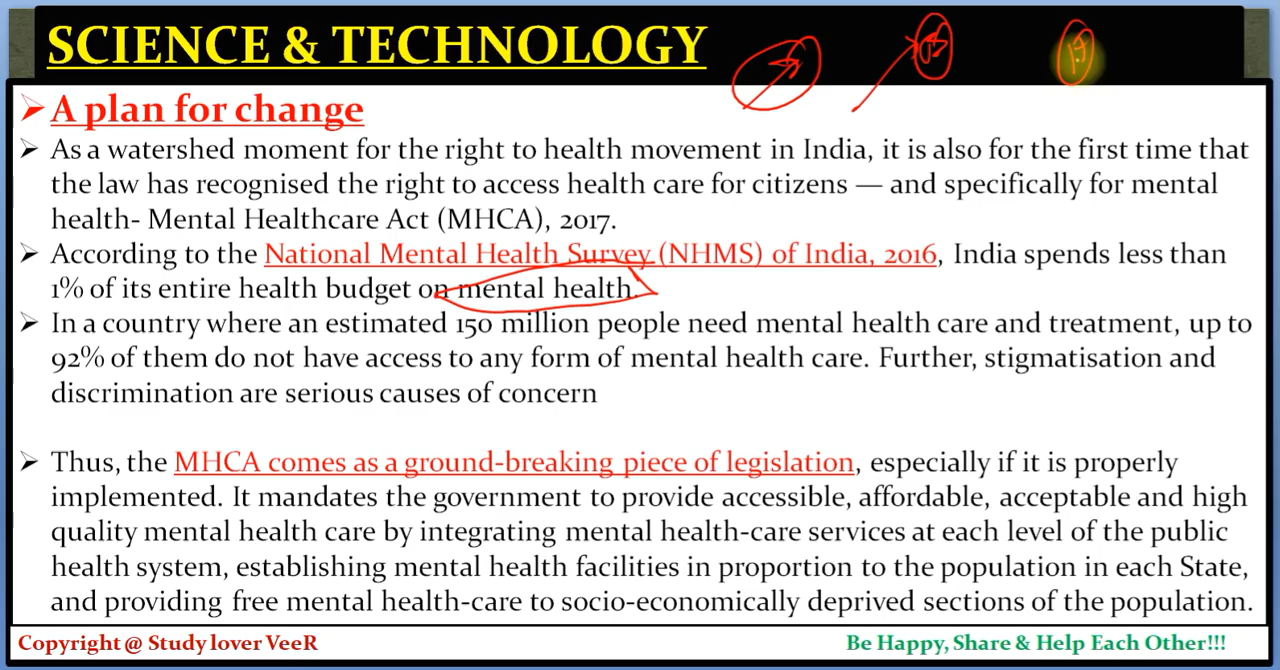 SCIENCE & TECHNOLOGY
A plan for change
As a watershed moment for the right to health movement in India, it is also for the first time that
the law has recognised the right to access health care for citizens — and specifically for mental
health- Mental Healthcare Act (MHCA), 2017.
According to the National Mental Health Survey (NHMS) of India, 2016, India spends less than
1% of its entire health budget on mental health.
In a country where an estimated 150 million people need mental health care and treatment, up to
92% of them do not have access to any form of mental health care. Further, stigmatisation and
discrimination are serious causes of concern
Thus, the MHCA comes as a ground-breaking piece of legislation, especially if it is properly
implemented. It mandates the government to provide accessible, affordable, acceptable and high
quality mental health care by integrating mental health-care services at each level of the public
health system, establishing mental health facilities in proportion to the population in each State,
and providing free mental health-care to socio-economically deprived sections of the population.
Copyright @ Study lover VeeR
Be Happy, Share & Help Each Other!!!